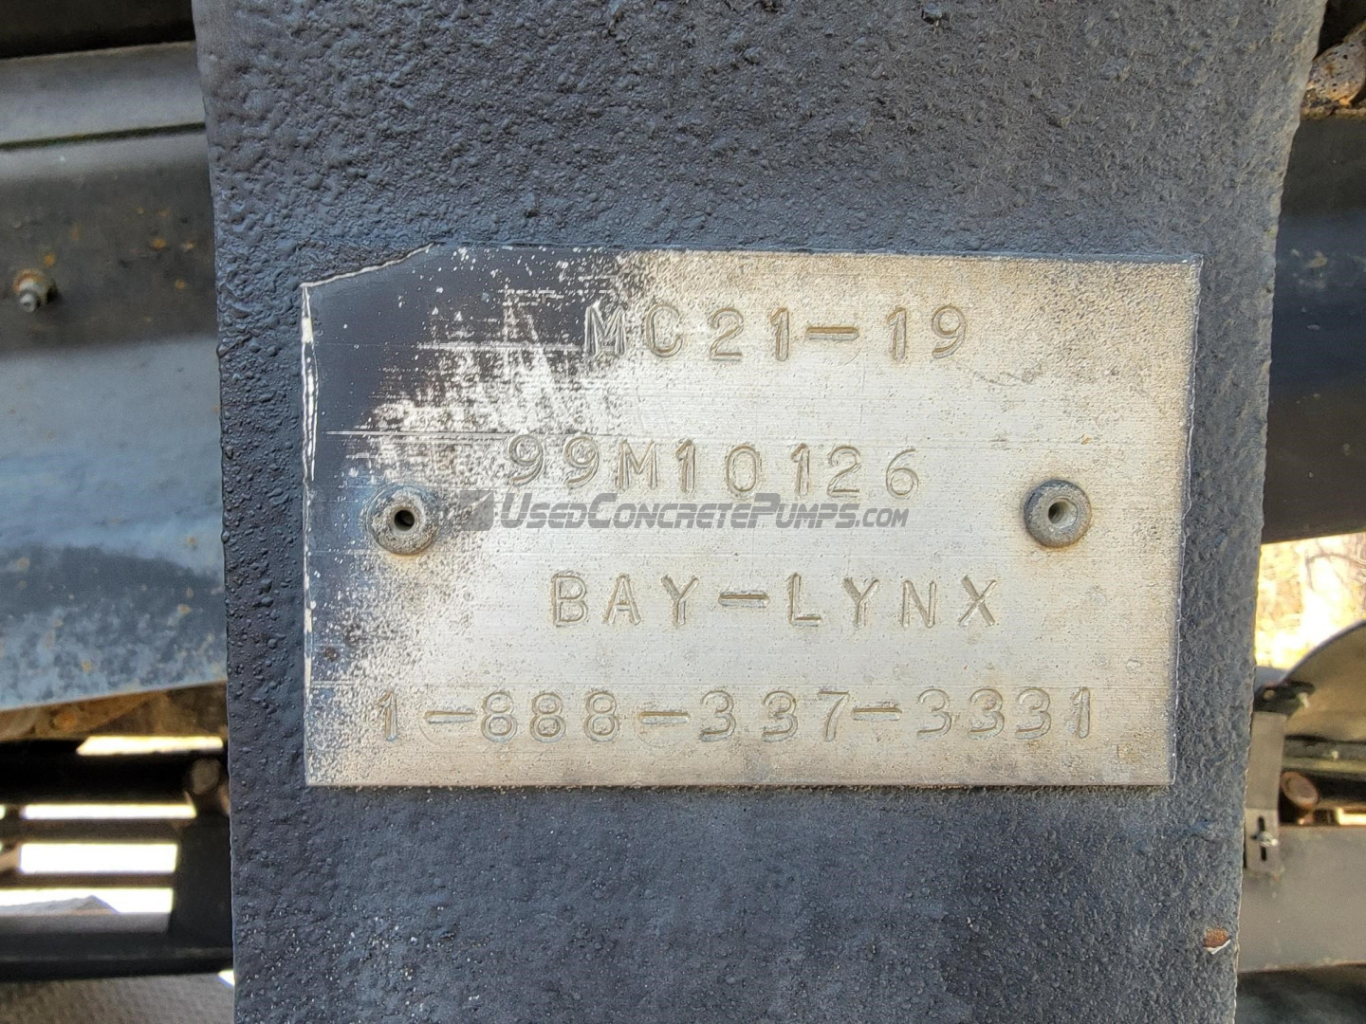 MC21-19
99M10126
USEDCONCRETEPUMPS.COM
BAY-LYNX
1-888-337-3331